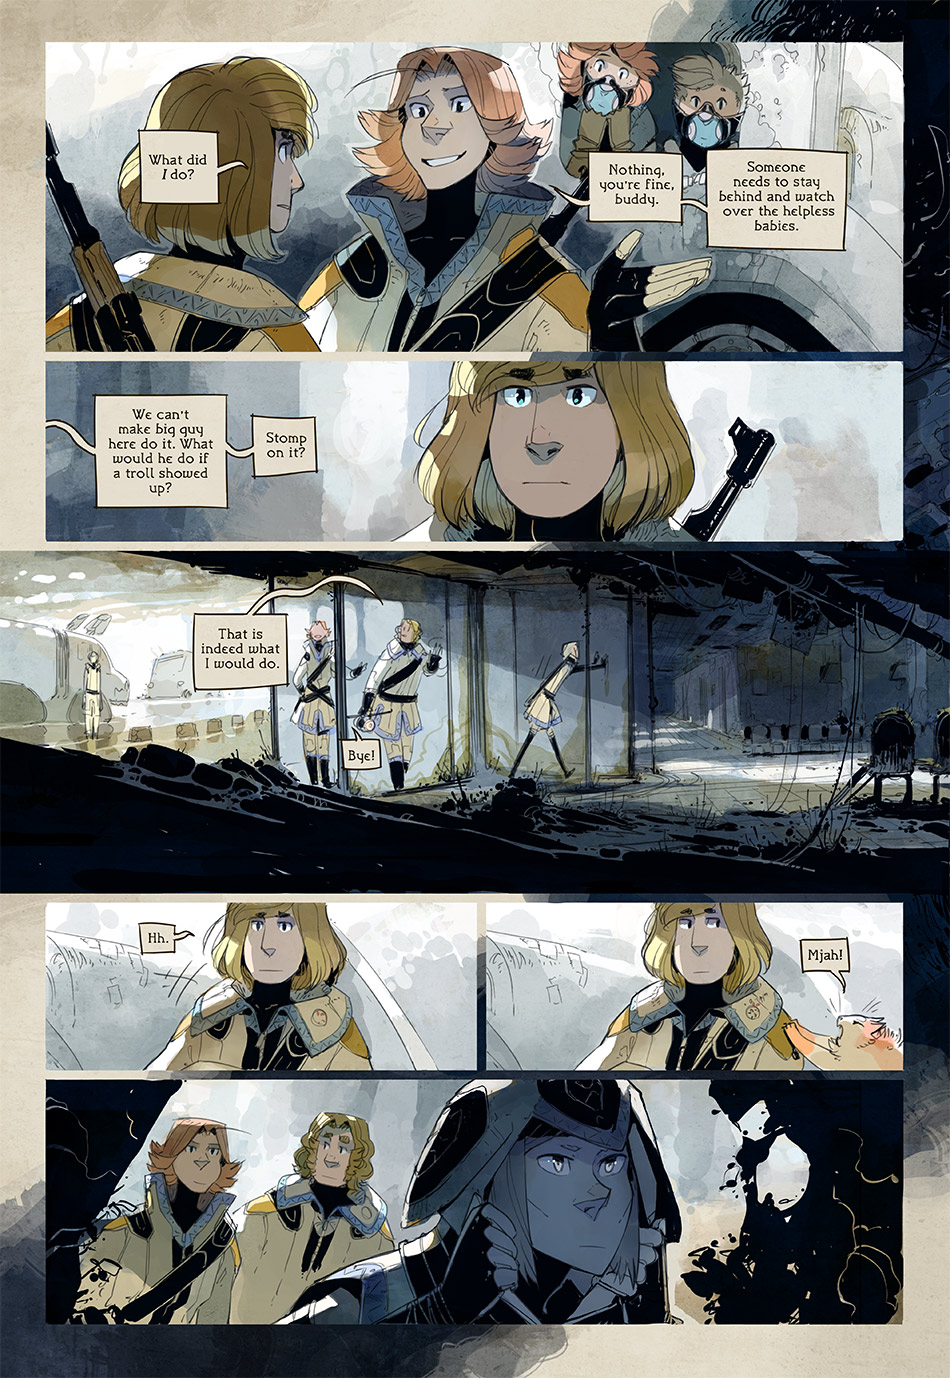 What did
I do?
Nothing,
you're fine,
buddy.
Someone
needs to stay
behind and watch
over the helpless
babies.
We can't
make big guy
here do it. What
would he do if
a troll showed
up?
Stomp
on it?
That is
indeed what
I would do.
Bye!
Hh.
Mjah!